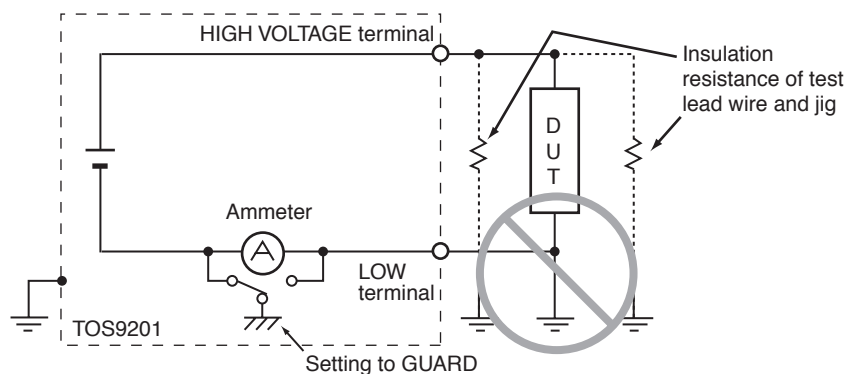 HIGH VOLTAGE terminal
Insulation
resistance of test
lead wire and jig
D
U
T
Ammeter
A
LOW
terminal
TOS9201
Setting to GUARD